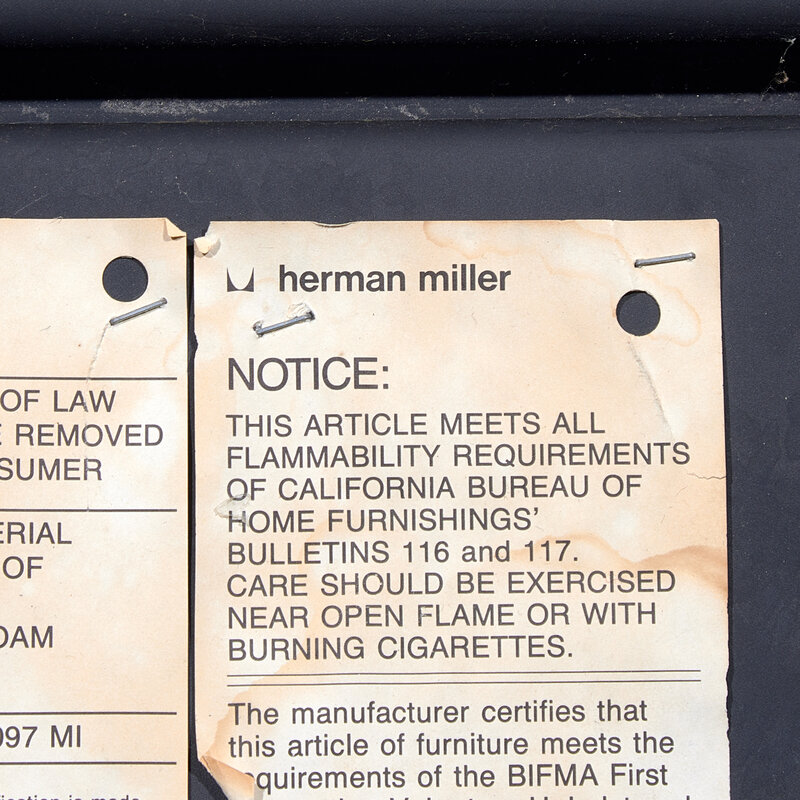 OF LAW
REMOVED
SUMER
ERIAL
OF
OAM
097 MI
herman miller
NOTICE:
THIS ARTICLE MEETS ALL
FLAMMABILITY REQUIREMENTS
OF CALIFORNIA BUREAU OF
HOME FURNISHINGS'
BULLETINS 116 and 117.
CARE SHOULD BE EXERCISED
NEAR OPEN FLAME OR WITH
BURNING CIGARETTES.
The manufacturer certifies that
this article of furniture meets the
equirements of the BIFMA First